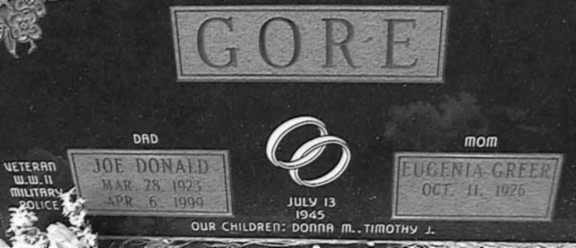 GORE
DAD
VETERAN
W.W. II
MILITARY
POLICE
JOE DONALD
MAR. 28, 1923
APR. 6, 1999
JULY 13
1945
MOM
EUGENIA GREER
OCT. 11, 1926
OUR CHILDREN: DONNA M., TIMOTHY J.